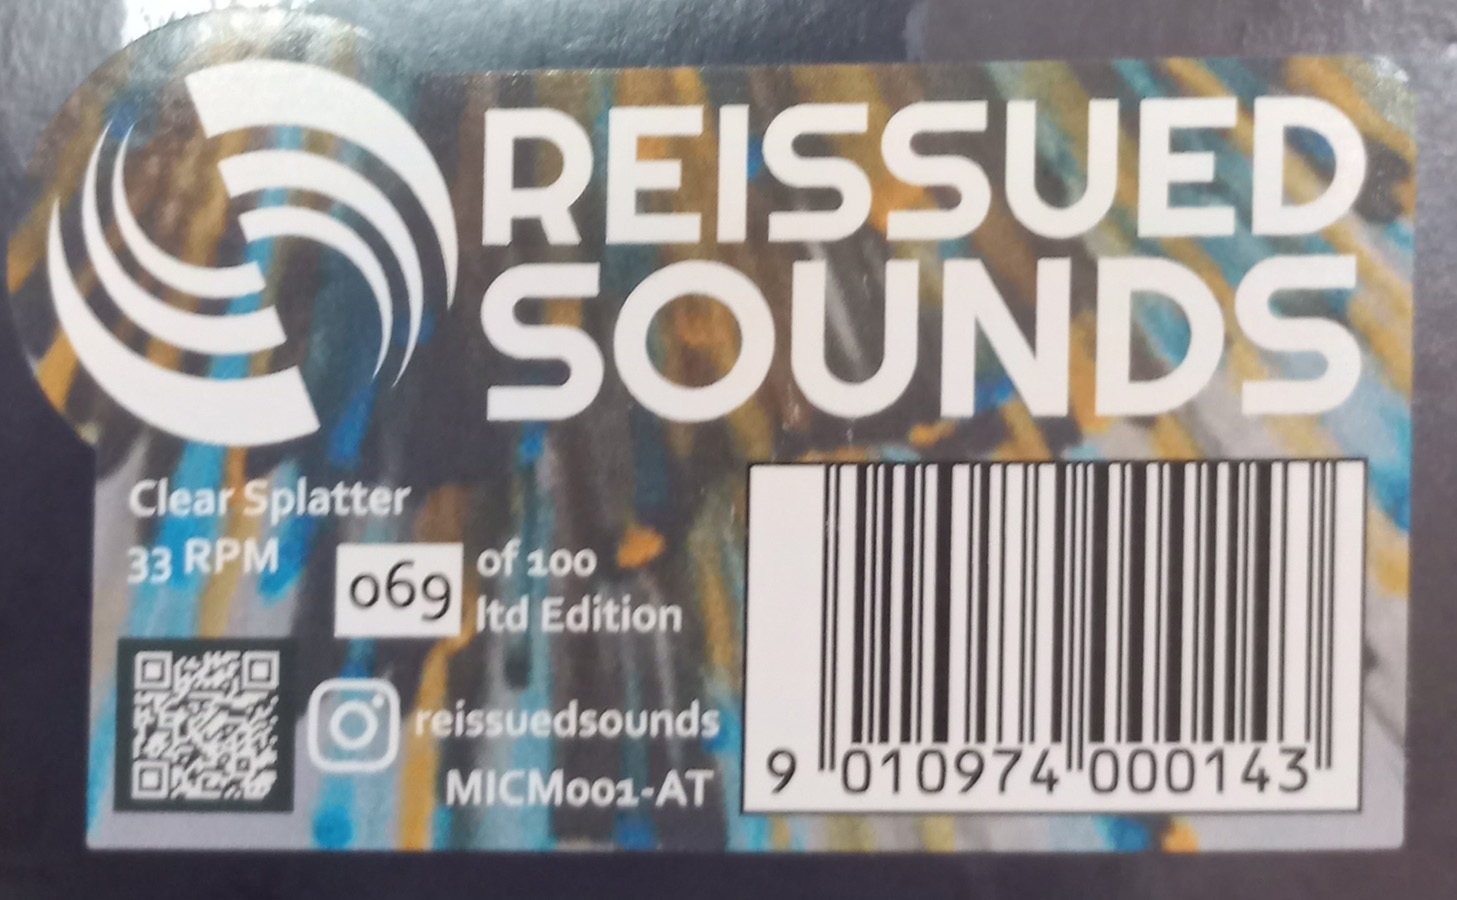 REISSUED
SOUNDS
Clear Splatter
33 RPM
069 of 100
ltd Edition
reissuedsounds
MICM001-AT
9 010974 000143